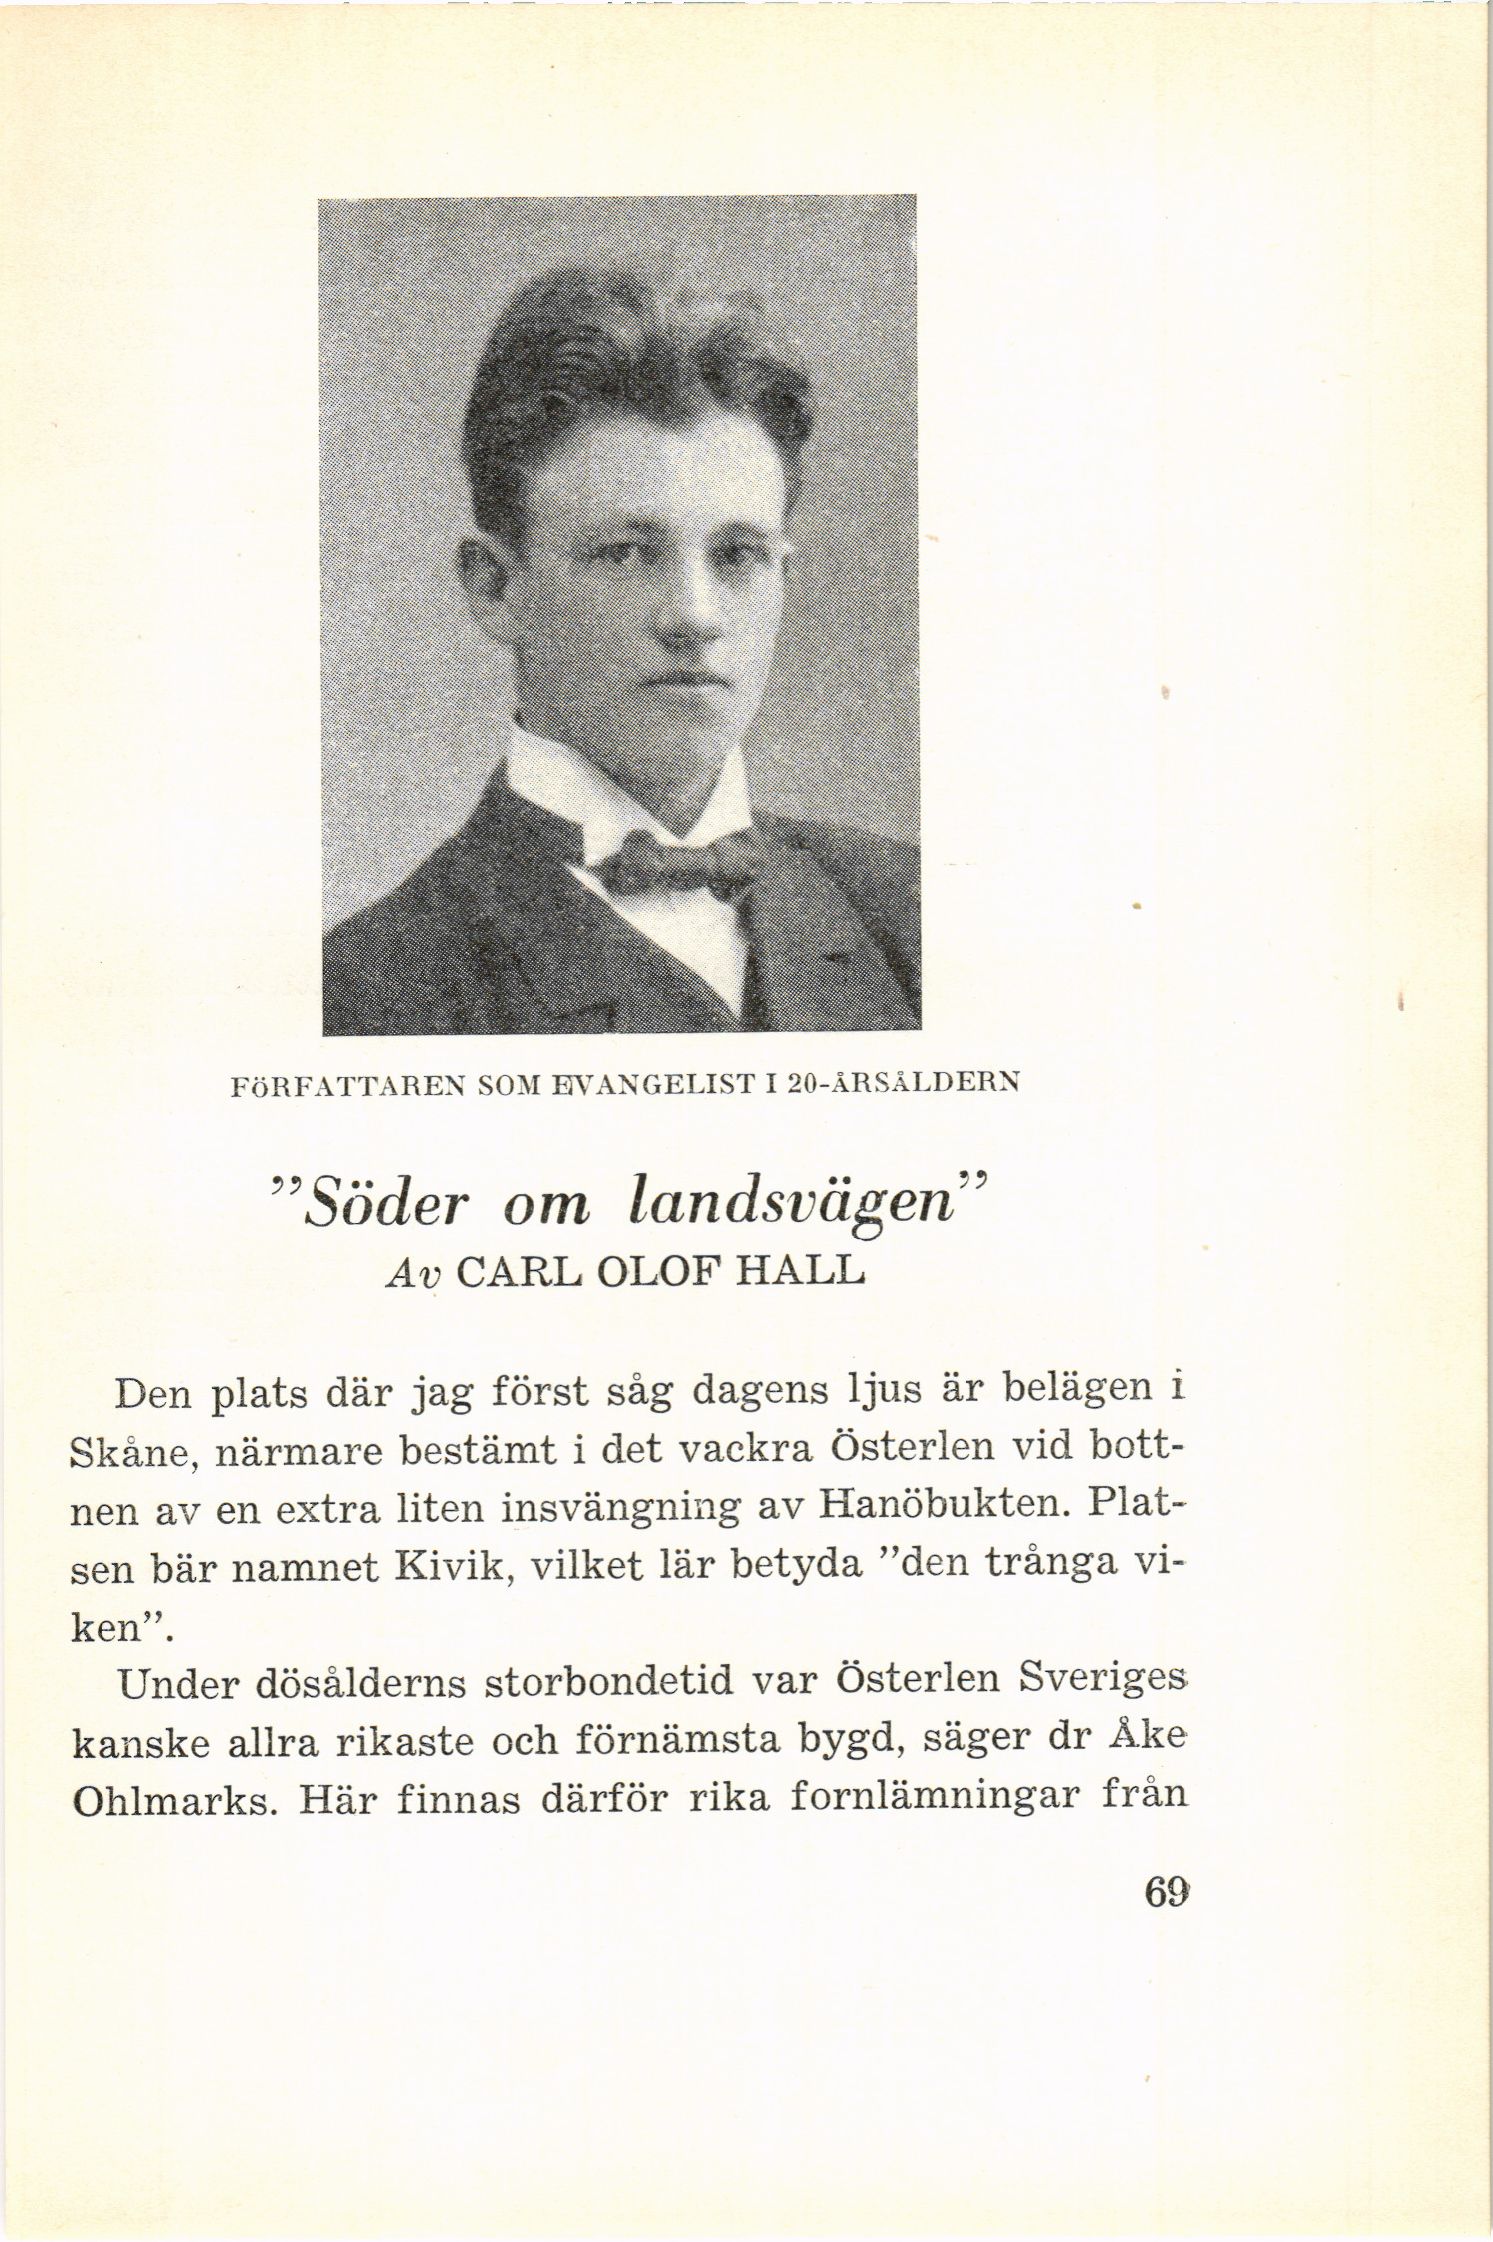 FÖRFATTAREN SOM EVANGELIST I 20-ÅRSÅLDERN
”Söder om landsvägen”
Av CARL OLOF HALL
Den plats där jag först såg dagens ljus är belägen i
Skåne, närmare bestämt i det vackra Österlen vid bott-
nen av en extra liten insvängning av Hanöbukten. Plat-
sen bär namnet Kivik, vilket lär betyda ”den trånga vi-
ken”.
Under dösålderns storbondetid var Österlen Sveriges
kanske allra rikaste och förnämsta bygd, säger dr Åke
Ohlmarks. Här finnas därför rika fornlämningar från
69